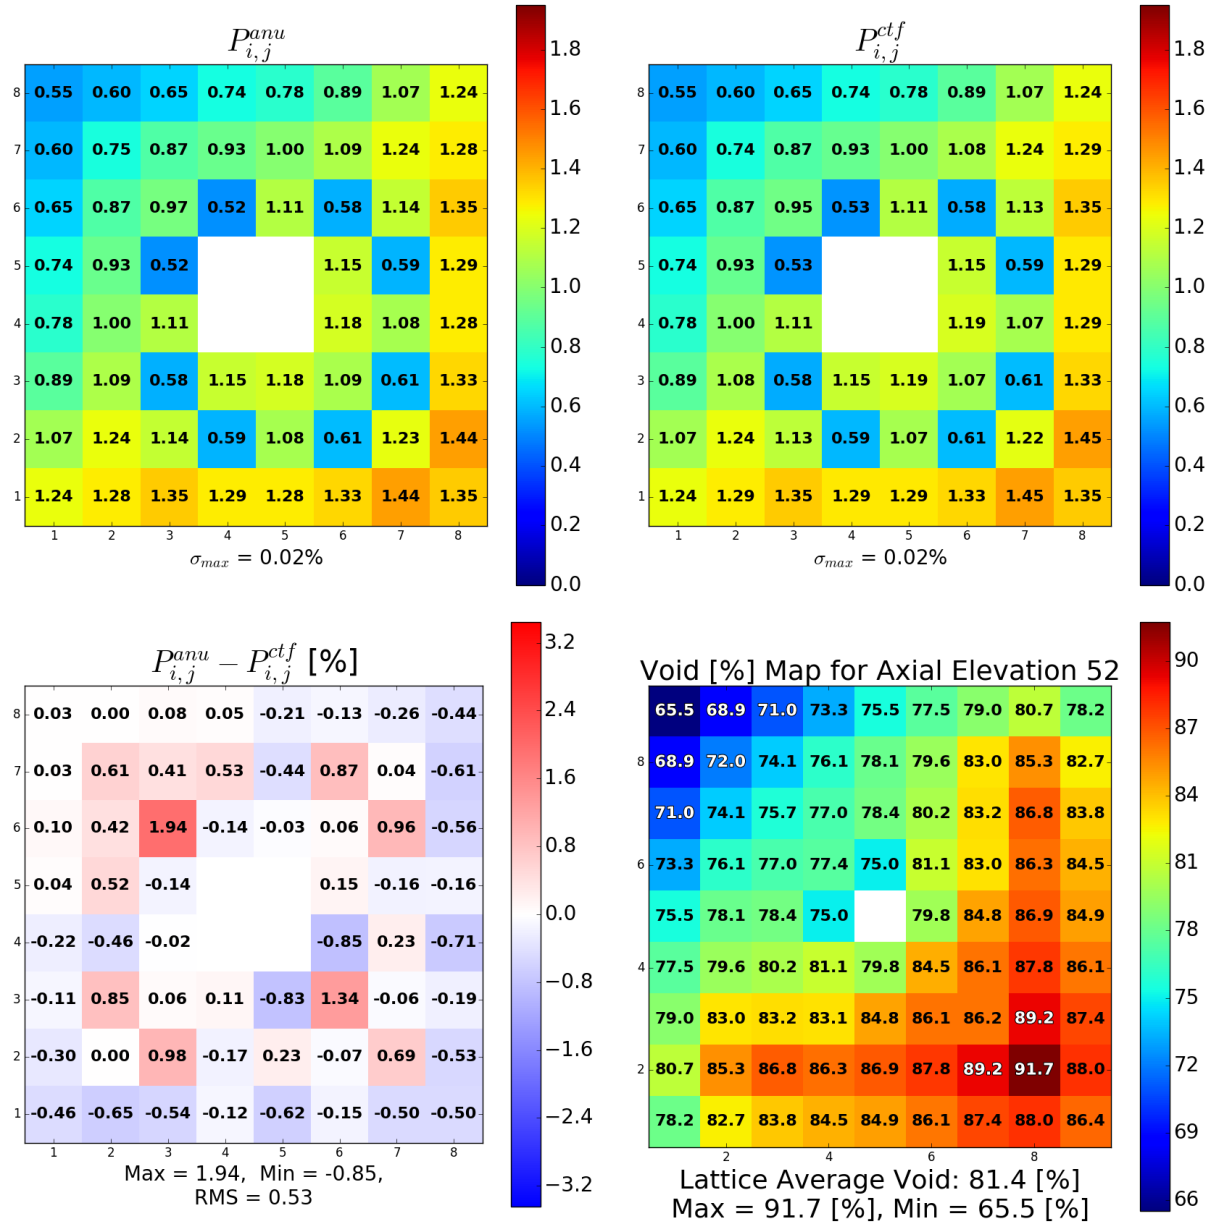 P_{i,j}^{anu}
8 0.55 0.60 0.65 0.74 0.78 0.89 1.07 1.24
7 0.60 0.75 0.87 0.93 1.00 1.09 1.24 1.28
6 0.65 0.87 0.97 0.52 1.11 0.58 1.14 1.35
5 0.74 0.93 0.52 1.15 0.59 1.29
4 0.78 1.00 1.11 1.18 1.08 1.28
3 0.89 1.09 0.58 1.15 1.18 1.09 0.61 1.33
2 1.07 1.24 1.14 0.59 1.08 0.61 1.23 1.44
1 1.24 1.28 1.35 1.29 1.28 1.33 1.44 1.35
1 2 3 4 5 6 7 8
σ_{max} = 0.02%
1.8
1.6
1.4
1.2
1.0
0.8
0.6
0.4
0.2
0.0
P_{i,j}^{ctf}
8 0.55 0.60 0.65 0.74 0.78 0.89 1.07 1.24
7 0.60 0.74 0.87 0.93 1.00 1.08 1.24 1.29
6 0.65 0.87 0.95 0.53 1.11 0.58 1.13 1.35
5 0.74 0.93 0.53 1.15 0.59 1.29
4 0.78 1.00 1.11 1.19 1.07 1.29
3 0.89 1.08 0.58 1.15 1.19 1.07 0.61 1.33
2 1.07 1.24 1.13 0.59 1.07 0.61 1.22 1.45
1 1.24 1.29 1.35 1.29 1.29 1.33 1.45 1.35
1 2 3 4 5 6 7 8
σ_{max} = 0.02%
1.8
1.6
1.4
1.2
1.0
0.8
0.6
0.4
0.2
0.0
P_{i,j}^{anu} − P_{i,j}^{ctf} [%]
8 0.03 0.00 0.08 0.05 -0.21 -0.13 -0.26 -0.44
7 0.03 0.61 0.41 0.53 -0.44 0.87 0.04 -0.61
6 0.10 0.42 1.94 -0.14 -0.03 0.06 0.96 -0.56
5 0.04 0.52 -0.14 0.15 -0.16 -0.16
4 -0.22 -0.46 -0.02 -0.85 0.23 -0.71
3 -0.11 0.85 0.06 0.11 -0.83 1.34 -0.06 -0.19
2 -0.30 0.00 0.98 -0.17 0.23 -0.07 0.69 -0.53
1 -0.46 -0.65 -0.54 -0.12 -0.62 -0.15 -0.50 -0.50
1 2 3 4 5 6 7 8
Max = 1.94, Min = -0.85,
RMS = 0.53
3.2
2.4
1.6
0.8
0.0
−0.8
−1.6
−2.4
−3.2
Void [%] Map for Axial Elevation 52
65.5 68.9 71.0 73.3 75.5 77.5 79.0 80.7 78.2
8 68.9 72.0 74.1 76.1 78.1 79.6 83.0 85.3 82.7
71.0 74.1 75.7 77.0 78.4 80.2 83.2 86.8 83.8
6 73.3 76.1 77.0 77.4 75.0 81.1 83.0 86.3 84.5
75.5 78.1 78.4 75.0 79.8 84.8 86.9 84.9
4 77.5 79.6 80.2 81.1 79.8 84.5 86.1 87.8 86.1
79.0 83.0 83.2 83.1 84.8 86.1 86.2 89.2 87.4
2 80.7 85.3 86.8 86.3 86.9 87.8 89.2 91.7 88.0
78.2 82.7 83.8 84.5 84.9 86.1 87.4 88.0 86.4
2 4 6 8
Lattice Average Void: 81.4 [%]
Max = 91.7 [%], Min = 65.5 [%]
90
87
84
81
78
75
72
69
66